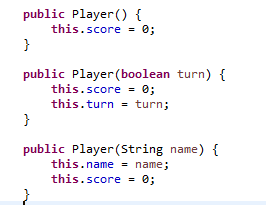 public Player() {
    this.score = 0;
}

public Player(boolean turn) {
    this.score = 0;
    this.turn = turn;
}

public Player(String name) {
    this.name = name;
    this.score = 0;
}